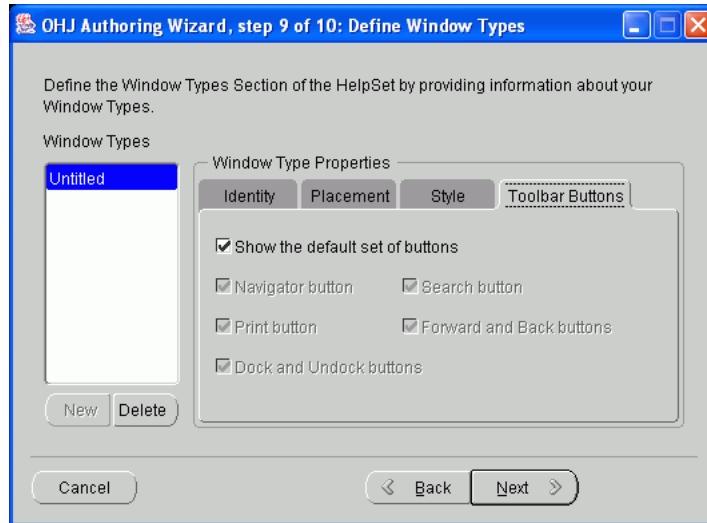 OHJ Authoring Wizard, step 9 of 10: Define Window Types
Define the Window Types Section of the HelpSet by providing information about your
Window Types.
Window Types
Untitled
New Delete
Window Type Properties
Identity Placement Style Toolbar Buttons
Show the default set of buttons
Navigator button Search button
Print button Forward and Back buttons
Dock and Undock buttons
Cancel Back Next